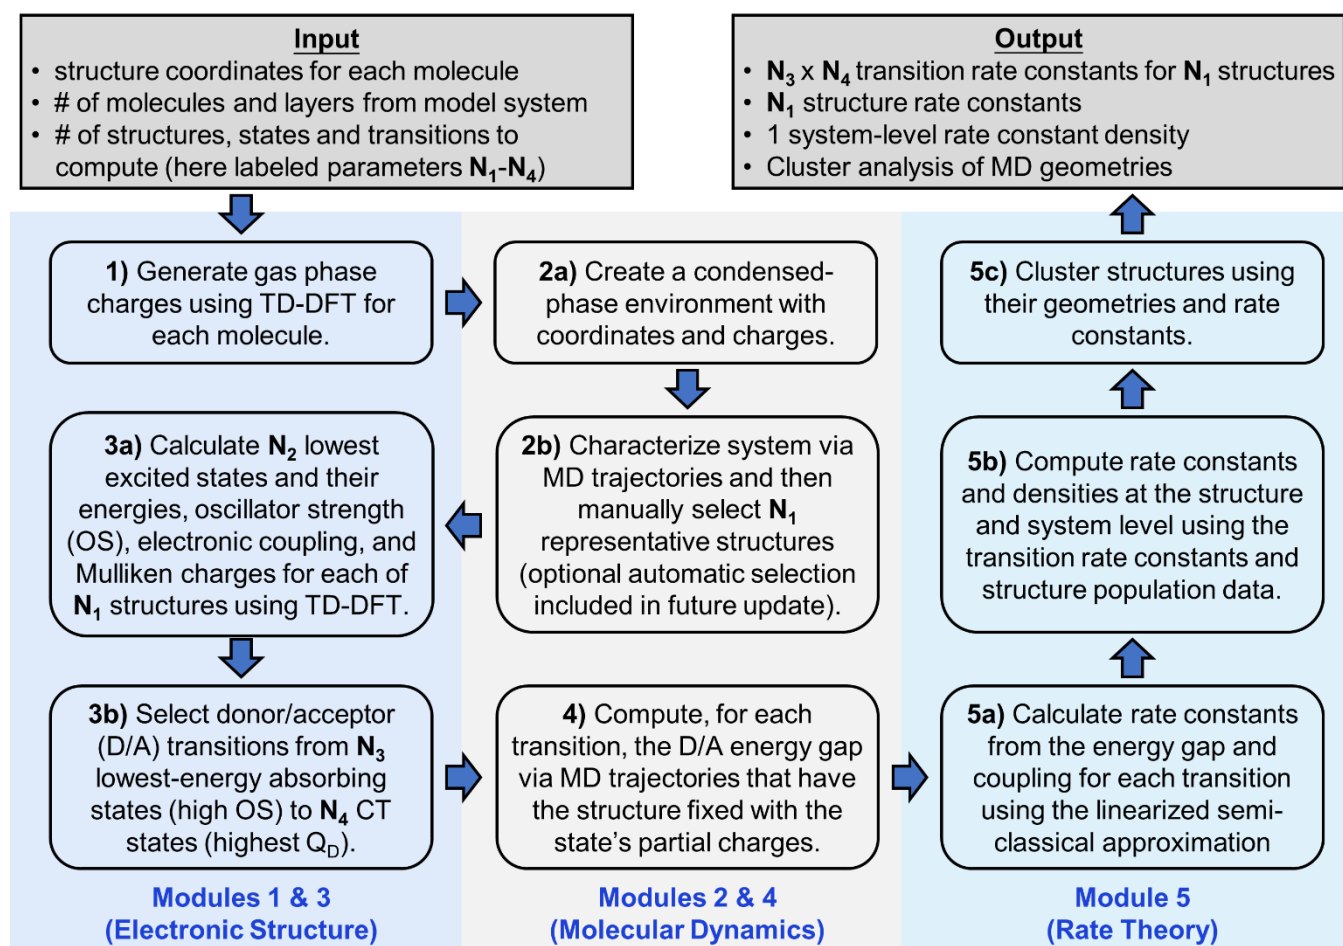 Input
• structure coordinates for each molecule
• # of molecules and layers from model system
• # of structures, states and transitions to
compute (here labeled parameters N1-N4)
Output
• N3 x N4 transition rate constants for N1 structures
• N1 structure rate constants
• 1 system-level rate constant density
• Cluster analysis of MD geometries
1) Generate gas phase
charges using TD-DFT for
each molecule.
2a) Create a condensed-
phase environment with
coordinates and charges.
5c) Cluster structures using
their geometries and rate
constants.
3a) Calculate N2 lowest
excited states and their
energies, oscillator strength
(OS), electronic coupling, and
Mulliken charges for each of
N1 structures using TD-DFT.
2b) Characterize system via
MD trajectories and then
manually select N1
representative structures
(optional automatic selection
included in future update).
5b) Compute rate constants
and densities at the structure
and system level using the
transition rate constants and
structure population data.
3b) Select donor/acceptor
(D/A) transitions from N3
lowest-energy absorbing
states (high OS) to N4 CT
states (highest QD).
4) Compute, for each
transition, the D/A energy gap
via MD trajectories that have
the structure fixed with the
state's partial charges.
5a) Calculate rate constants
from the energy gap and
coupling for each transition
using the linearized semi-
classical approximation
Modules 1 & 3
(Electronic Structure)
Modules 2 & 4
(Molecular Dynamics)
Module 5
(Rate Theory)